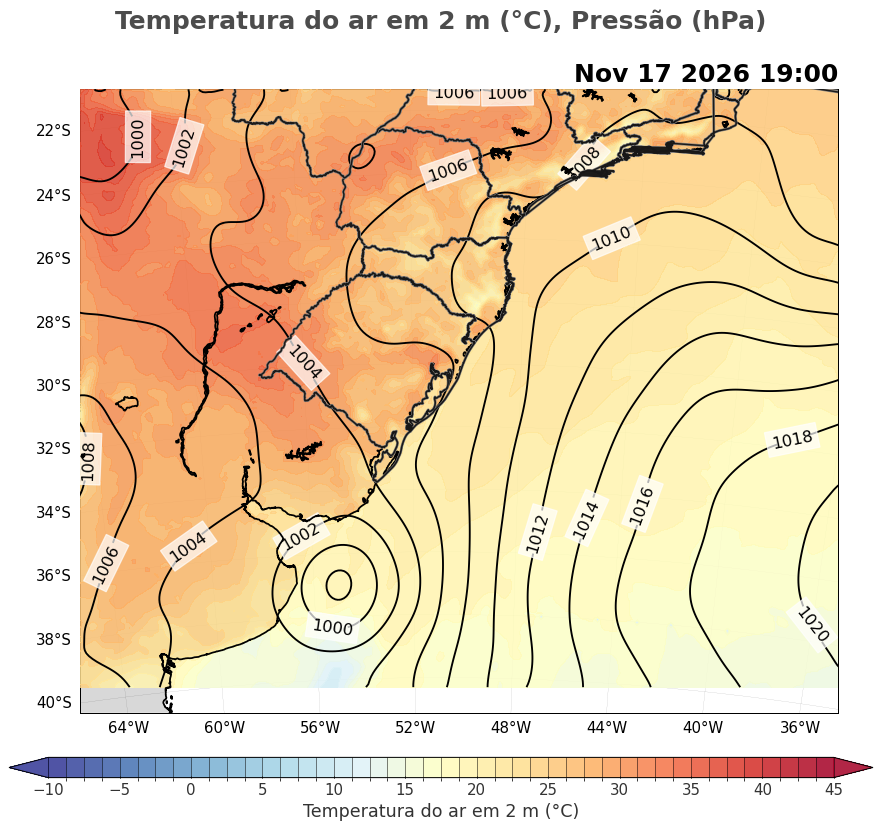 Temperatura do ar em 2 m (°C), Pressão (hPa)
Nov 17 2026 19:00
1006 1006
1000
1002
1008
1006
1010
1004
1018
1008
1016
1014
1012
1002
1004
1006
1000
1020
22°S
24°S
26°S
28°S
30°S
32°S
34°S
36°S
38°S
40°S
64°W 60°W 56°W 52°W 48°W 44°W 40°W 36°W
−10 −5 0 5 10 15 20 25 30 35 40 45
Temperatura do ar em 2 m (°C)